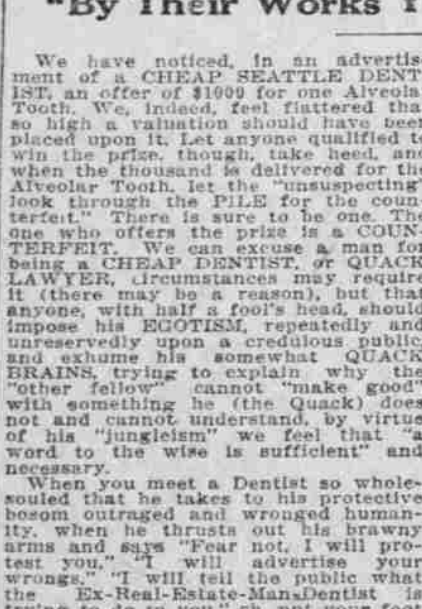 "By Their Works
We have noticed, in an advertis
ment of a CHEAP SEATTLE DENT
IST, an offer of $1000 for one Alveola
Tooth. We, indeed, feel flattered tha
so high a valuation should have been
placed upon it. Let anyone qualified to
win the prize, though, take heed, and
when the thousand is delivered for the
Alveolar Tooth, let the "unsuspecting"
look through the PILE for the coun-
terfeit." There is sure to be one. The
one who offers the prize is a COUN-
TERFEIT. We can excuse a man for
being a CHEAP DENTIST, or QUACK
LAWYER, circumstances may require
it (there may be a reason), but that
anyone, with half a fool's head, should
impose his EGOTISM, repeatedly and
unreservedly upon a credulous public,
and exhume his somewhat QUACK
BRAINS, trying to explain why the
"other fellow" cannot "make good"
with something he (the Quack) does
not and cannot understand, by virtue
of his "jungleism" we feel that "a
word to the wise is sufficient" and
necessary.
When you meet a Dentist so whole-
souled that he takes to his protective
bosom outraged and wronged human-
ity, when he thrusts out his brawny
arms and says "Fear not, I will pro-
test you," "I will advertise your
wrongs," "I will tell the public what
the Ex-Real-Estate-Man-Dentist is